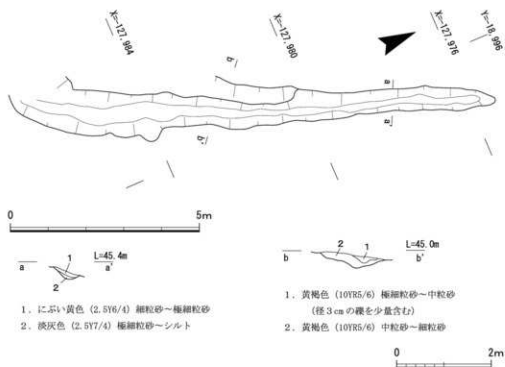 X=-127.984
X=-127.980
X=-127.976
Y=-18.996
b
a
b'
a'
0 5m
1
2
a
L=45.4m
a'
1．にぶい黄色（2.5Y6/4）細粒砂～極細粒砂
2．淡灰色（2.5Y7/4）極細粒砂～シルト
2 1
b
L=45.0m
b'
1．黄褐色（10YR5/6）極細粒砂～中粒砂
（径３㎝の礫を少量含む）
2．黄褐色（10YR5/6）中粒砂～細粒砂
0 2m